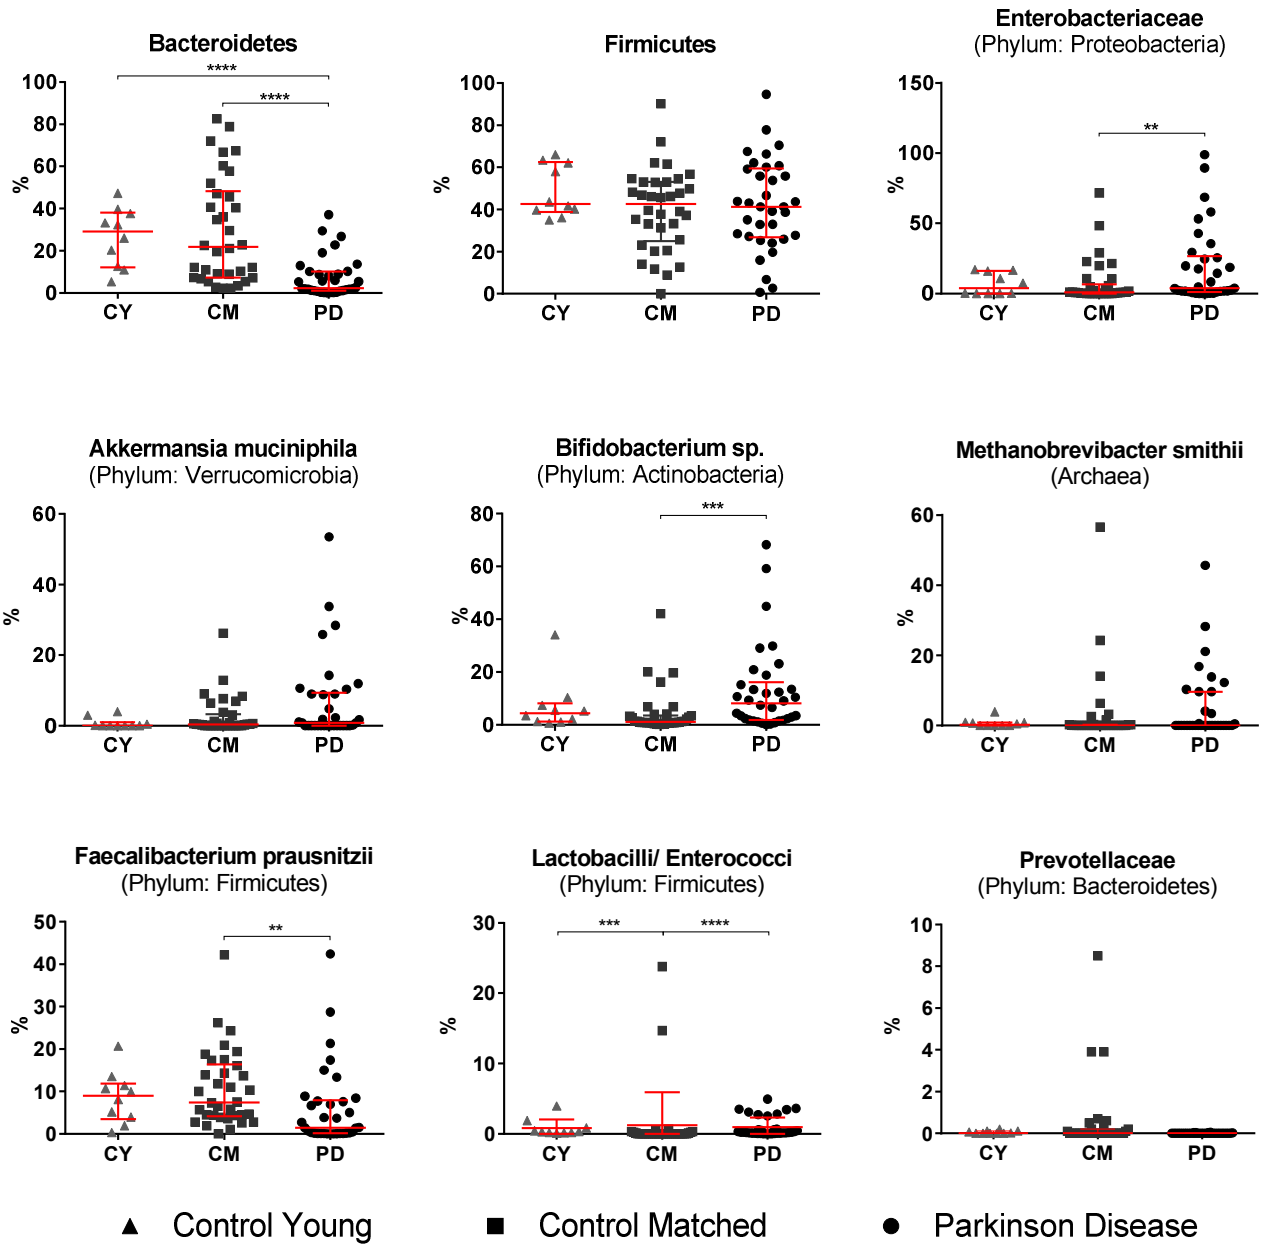 Bacteroidetes
****
****
100
80
60
40
20
0
%
CY CM PD
Firmicutes
100
80
60
40
20
0
%
CY CM PD
Enterobacteriaceae
(Phylum: Proteobacteria)
**
150
100
50
0
%
CY CM PD
Akkermansia muciniphila
(Phylum: Verrucomicrobia)
60
40
20
0
%
CY CM PD
Bifidobacterium sp.
(Phylum: Actinobacteria)
***
80
60
40
20
0
%
CY CM PD
Methanobrevibacter smithii
(Archaea)
60
40
20
0
%
CY CM PD
Faecalibacterium prausnitzii
(Phylum: Firmicutes)
**
50
40
30
20
10
0
%
CY CM PD
Lactobacilli/ Enterococci
(Phylum: Firmicutes)
*** ****
30
20
10
0
%
CY CM PD
Prevotellaceae
(Phylum: Bacteroidetes)
10
8
6
4
2
0
%
CY CM PD
Control Young Control Matched Parkinson Disease